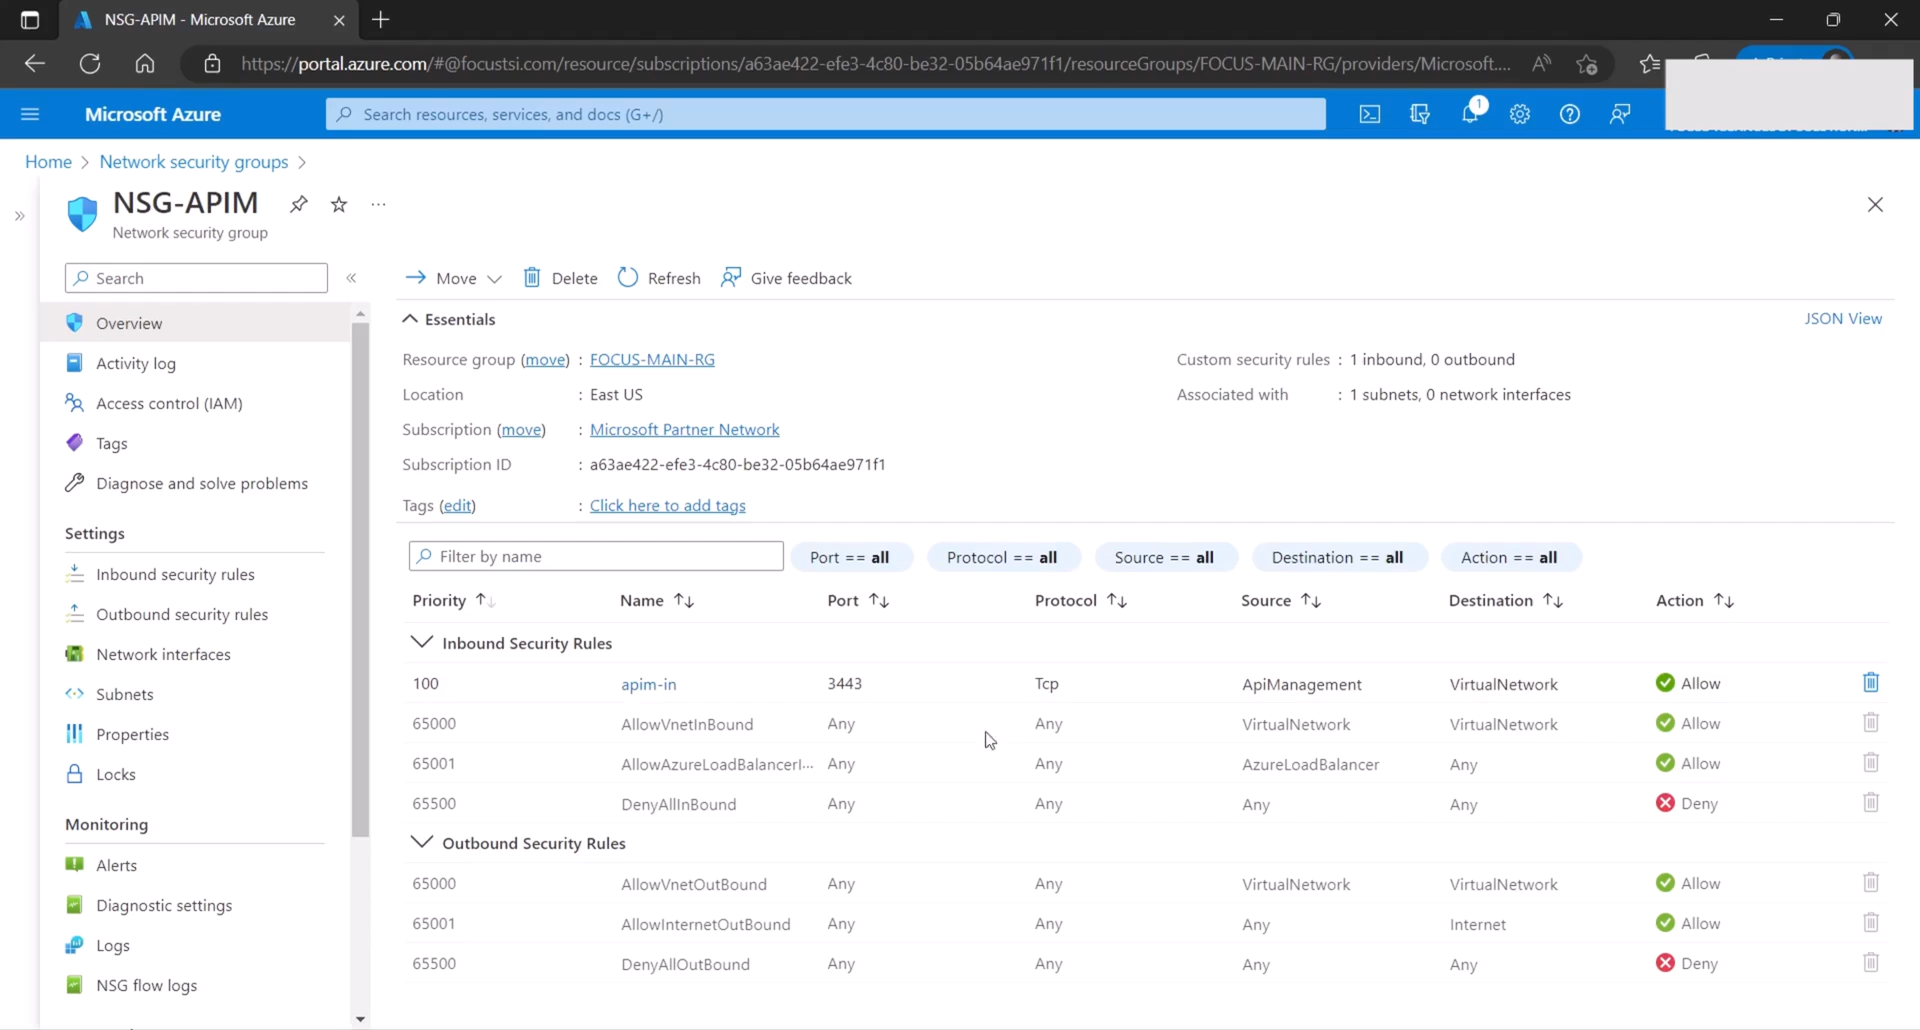 NSG-APIM - Microsoft Azure
https://portal.azure.com/#@focustsi.com/resource/subscriptions/a63ae422-efe3-4c80-be32-05b64ae971f1/resourceGroups/FOCUS-MAIN-RG/providers/Microsoft....
Microsoft Azure
Search resources, services, and docs (G+/)
1
Home > Network security groups >
NSG-APIM
Network security group
Search
Move Delete Refresh Give feedback
Overview
Activity log
Access control (IAM)
Tags
Diagnose and solve problems
Settings
Inbound security rules
Outbound security rules
Network interfaces
Subnets
Properties
Locks
Monitoring
Alerts
Diagnostic settings
Logs
NSG flow logs
Essentials
JSON View
Resource group (move) : FOCUS-MAIN-RG
Location : East US
Subscription (move) : Microsoft Partner Network
Subscription ID : a63ae422-efe3-4c80-be32-05b64ae971f1
Tags (edit) : Click here to add tags
Custom security rules : 1 inbound, 0 outbound
Associated with : 1 subnets, 0 network interfaces
Filter by name Port == all Protocol == all Source == all Destination == all Action == all
Priority Name Port Protocol Source Destination Action
Inbound Security Rules
100 apim-in 3443 Tcp ApiManagement VirtualNetwork Allow
65000 AllowVnetInBound Any Any VirtualNetwork VirtualNetwork Allow
65001 AllowAzureLoadBalancerI... Any Any AzureLoadBalancer Any Allow
65500 DenyAllInBound Any Any Any Any Deny
Outbound Security Rules
65000 AllowVnetOutBound Any Any VirtualNetwork VirtualNetwork Allow
65001 AllowInternetOutBound Any Any Any Internet Allow
65500 DenyAllOutBound Any Any Any Any Deny